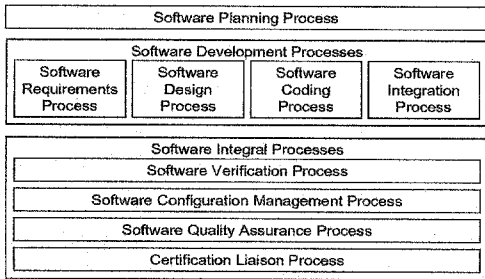 Software Planning Process
Software Development Processes
Software
Requirements
Process
Software
Design
Process
Software
Coding
Process
Software
Integration
Process
Software Integral Processes
Software Verification Process
Software Configuration Management Process
Software Quality Assurance Process
Certification Liaison Process